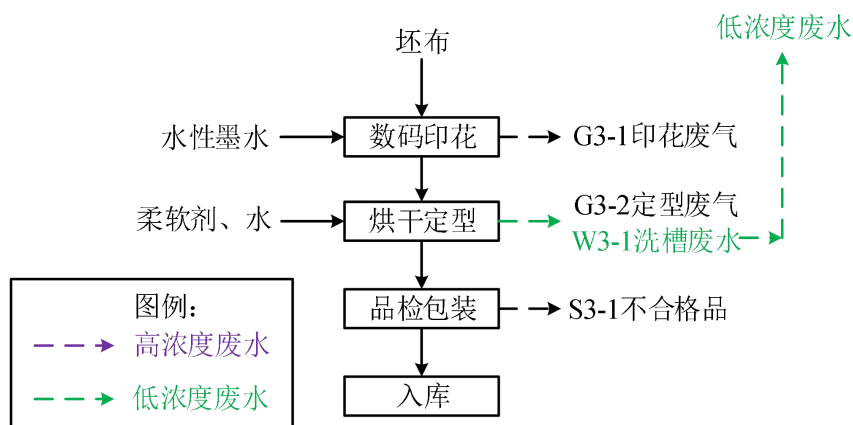 低浓度废水
坯布
水性墨水
数码印花
G3-1印花废气
柔软剂、水
烘干定型
G3-2定型废气
W3-1洗槽废水
品检包装
S3-1不合格品
入库
图例：
高浓度废水
低浓度废水